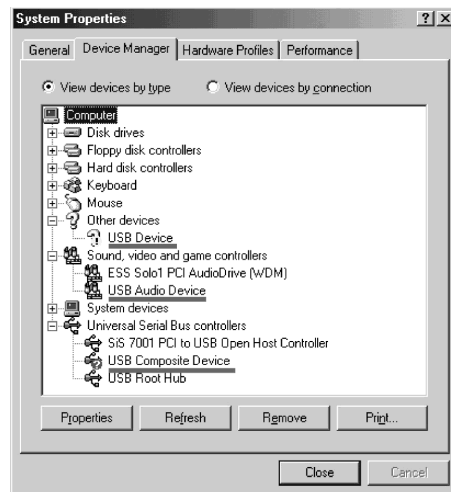 System Properties
? ×
General Device Manager Hardware Profiles Performance
View devices by type View devices by connection
Computer
Disk drives
Floppy disk controllers
Hard disk controllers
Keyboard
Mouse
Other devices
USB Device
Sound, video and game controllers
ESS Solo1 PCI AudioDrive (WDM)
USB Audio Device
System devices
Universal Serial Bus controllers
SiS 7001 PCI to USB Open Host Controller
USB Composite Device
USB Root Hub
Properties Refresh Remove Print...
Close Cancel